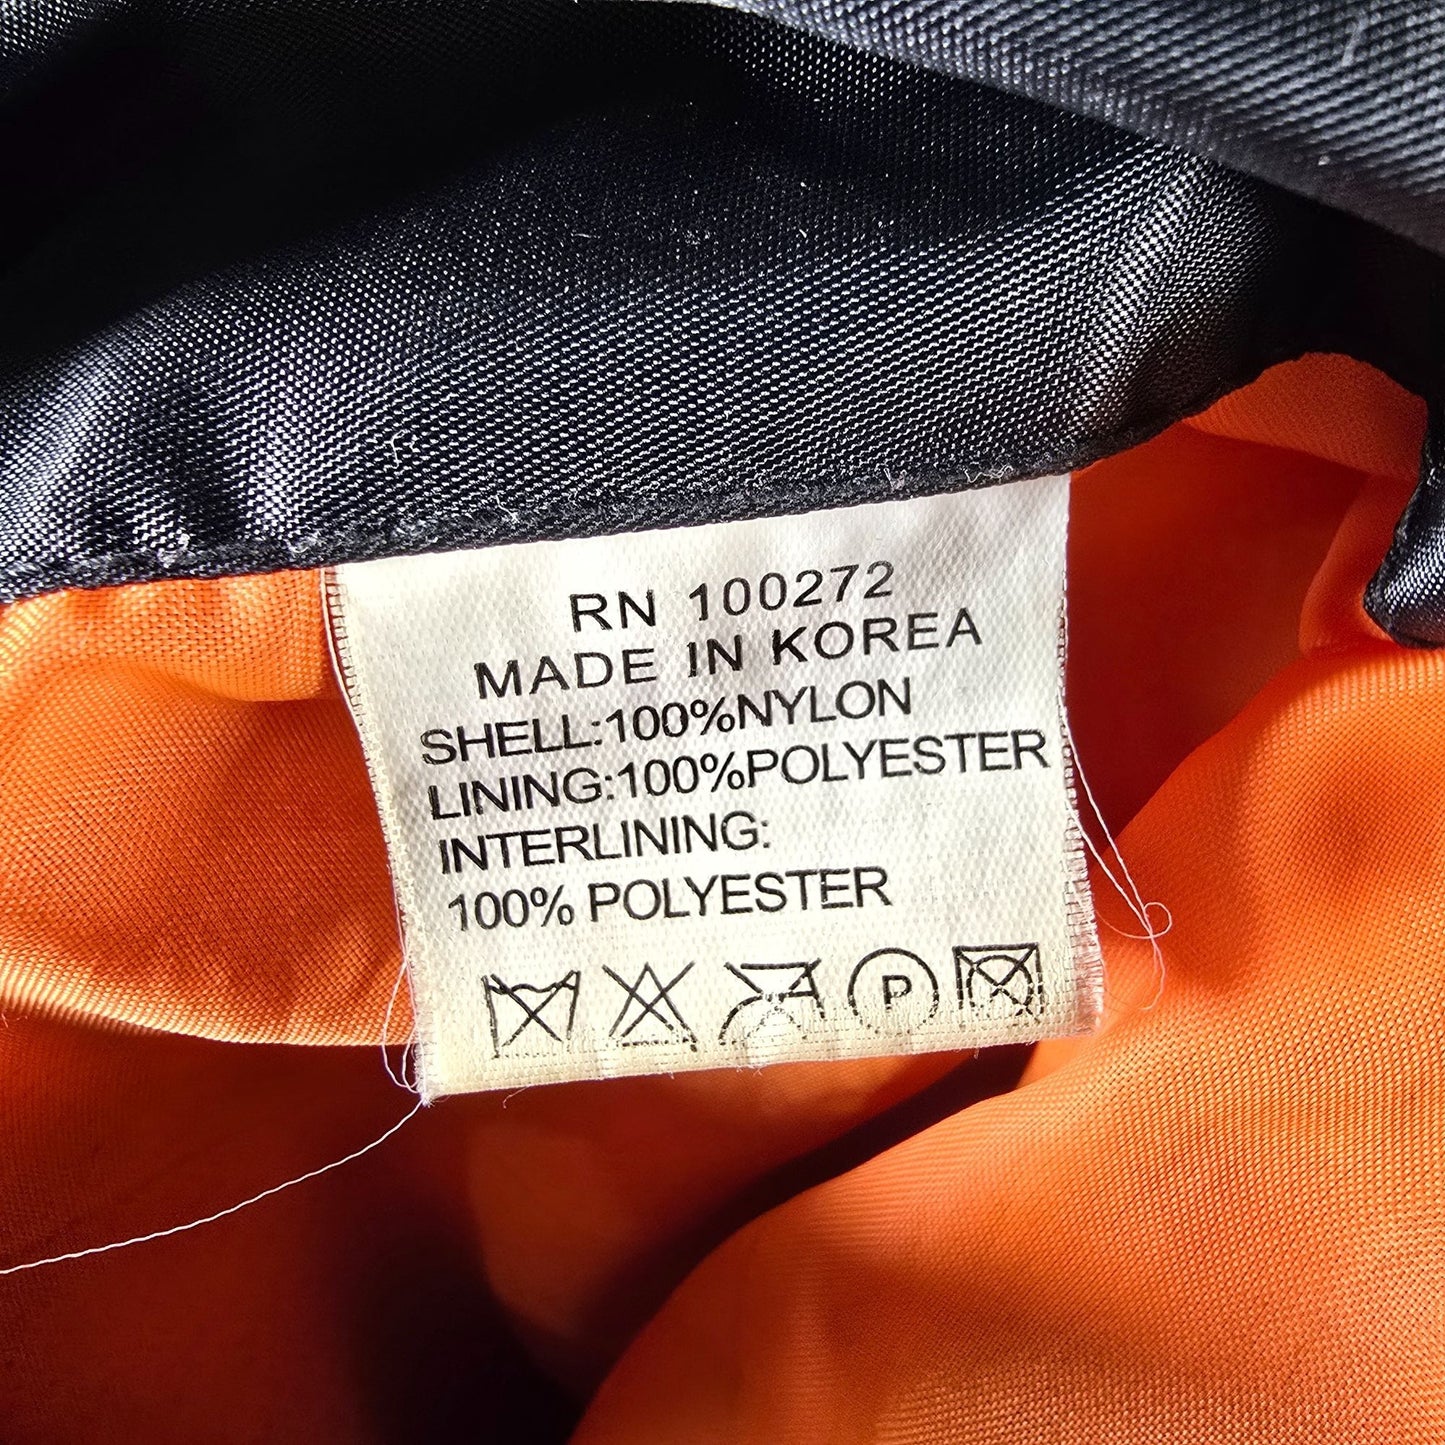 RN 100272
MADE IN KOREA
SHELL:100%NYLON
LINING:100%POLYESTER
INTERLINING:
100% POLYESTER
P